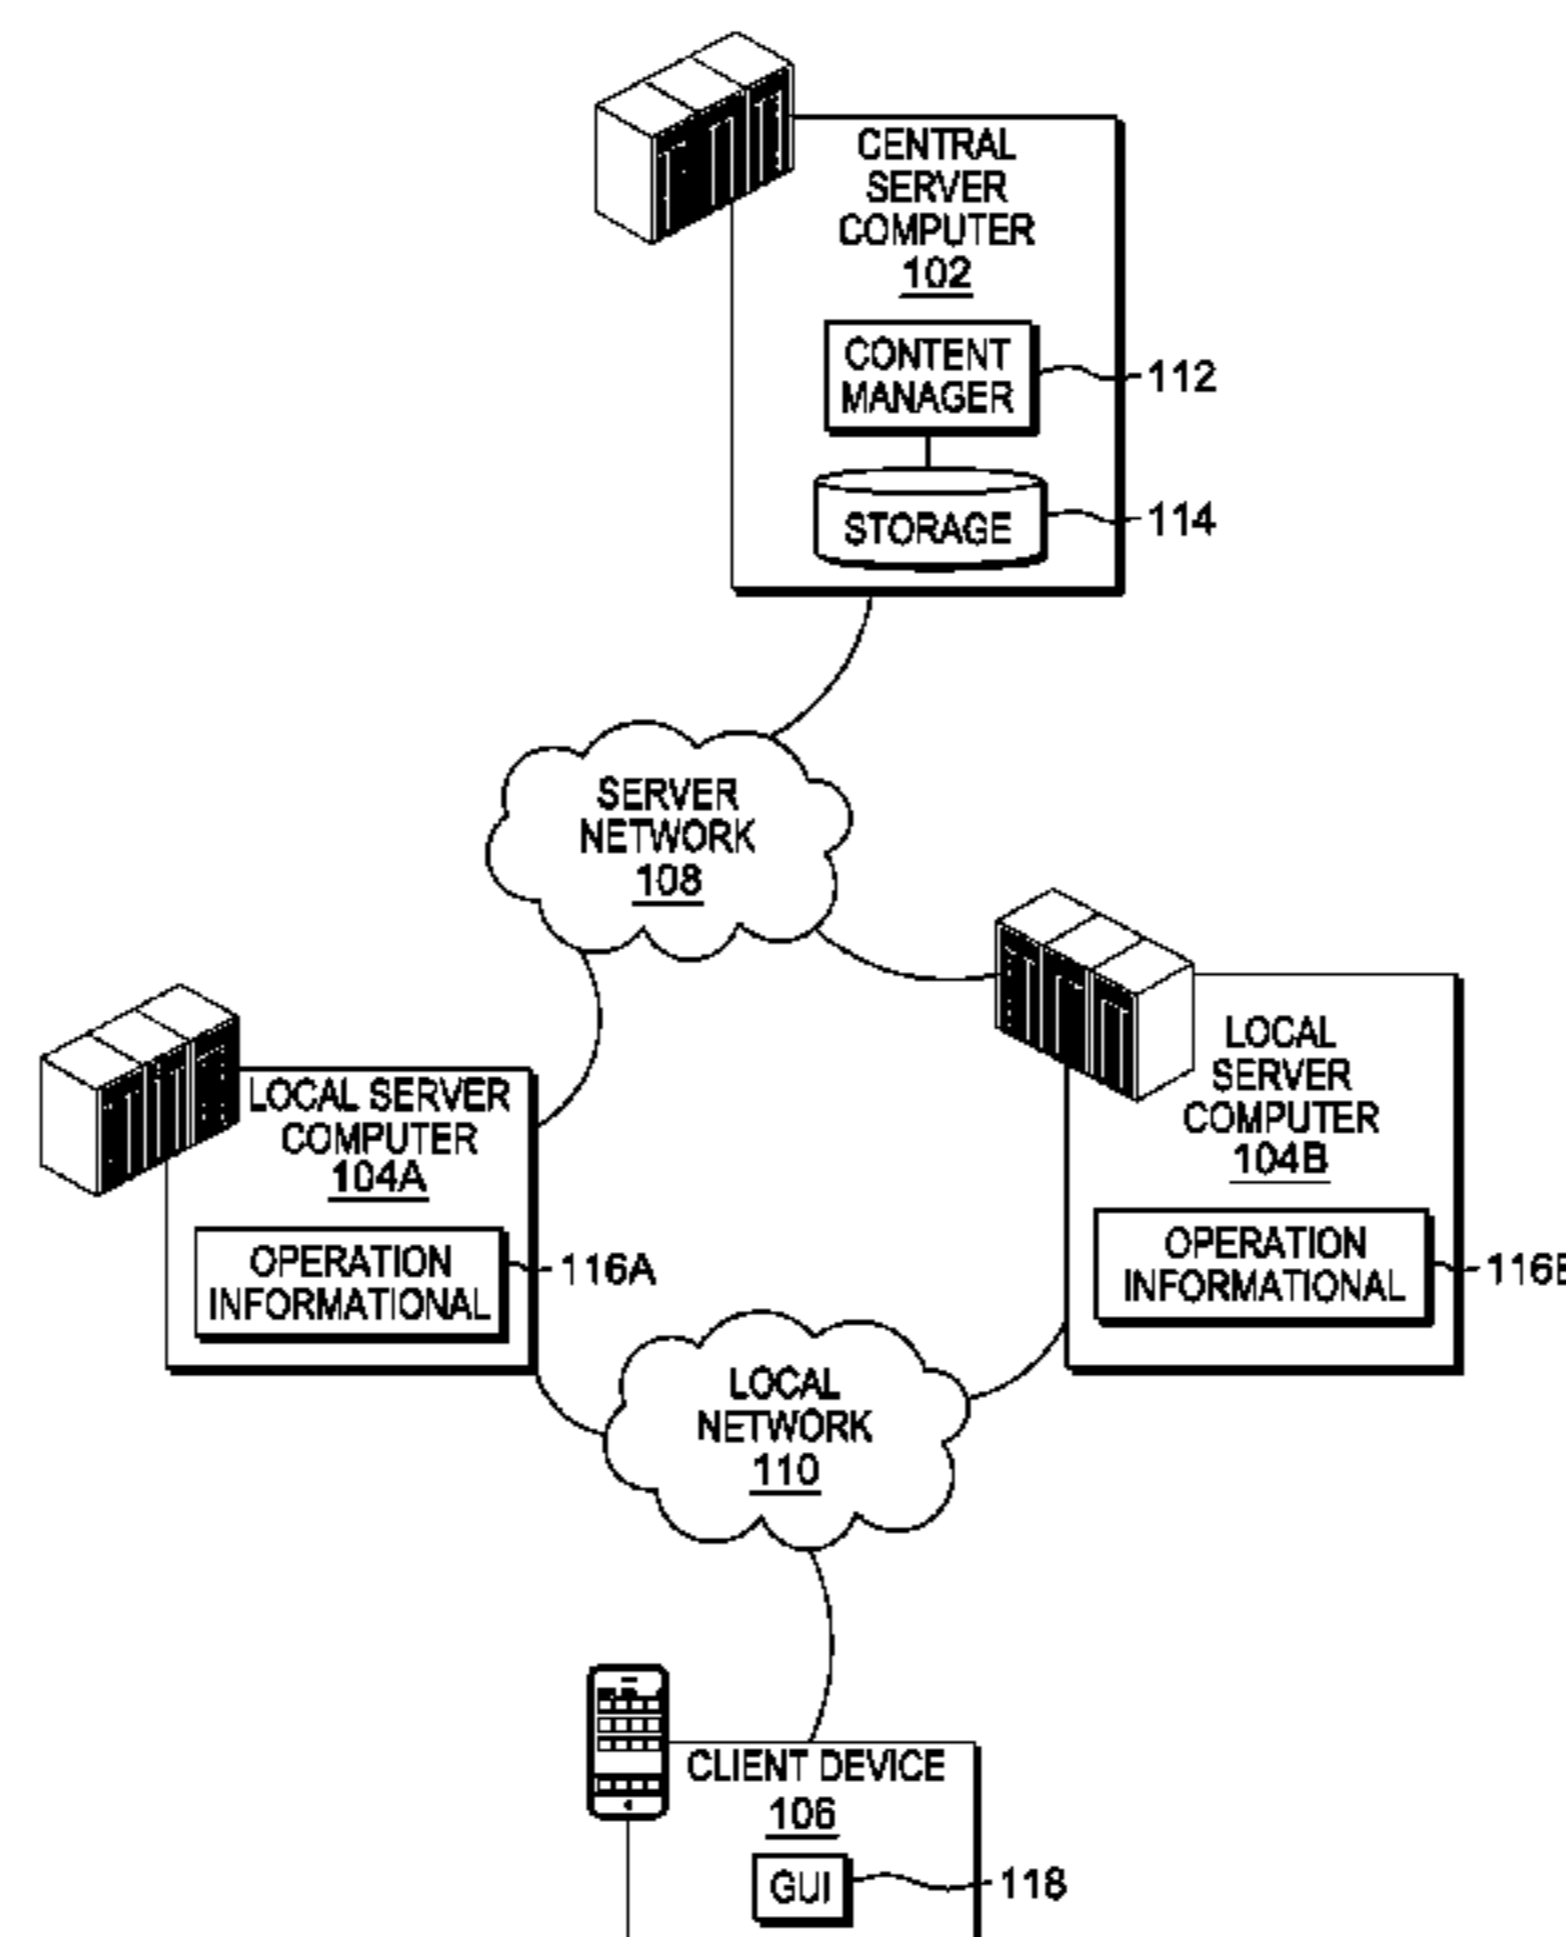 CENTRAL
SERVER
COMPUTER
102
CONTENT
MANAGER
112
STORAGE
114
SERVER
NETWORK
108
LOCAL SERVER
COMPUTER
104A
OPERATION
INFORMATIONAL
116A
LOCAL
SERVER
COMPUTER
104B
OPERATION
INFORMATIONAL
116B
LOCAL
NETWORK
110
CLIENT DEVICE
106
GUI
118